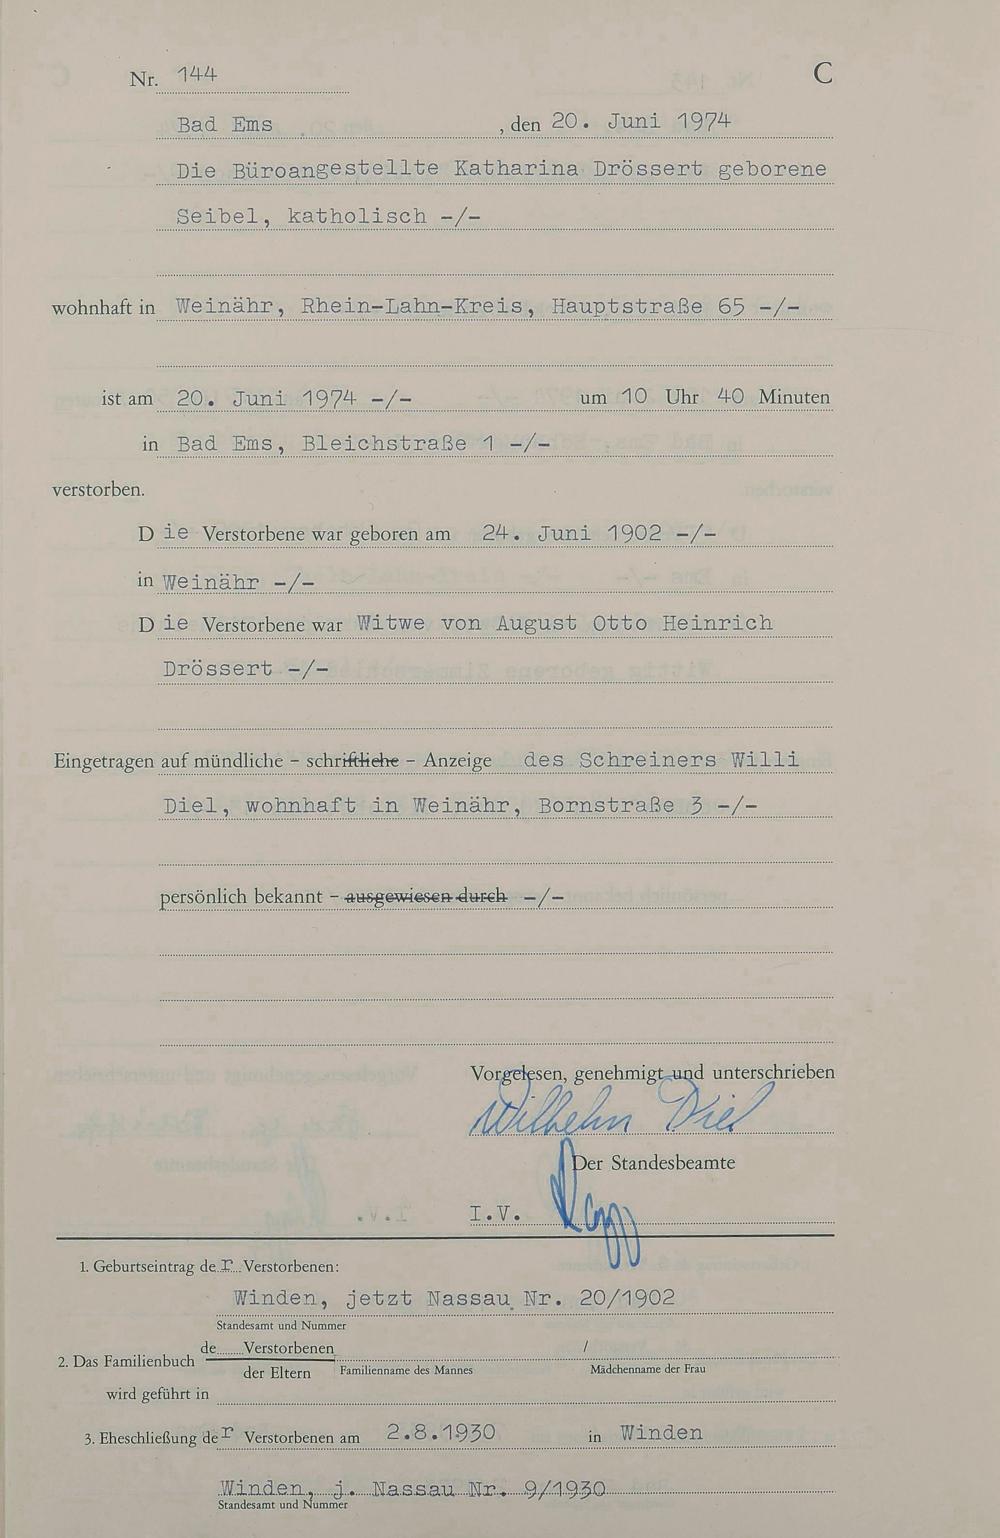 Nr. 144 C
Bad Ems , den 20. Juni 1974
Die Büroangestellte Katharina Drössert geborene
Seibel, katholisch -/-
wohnhaft in Weinähr, Rhein-Lahn-Kreis, Hauptstraße 65 -/-
ist am 20. Juni 1974 -/- um 10 Uhr 40 Minuten
in Bad Ems, Bleichstraße 1 -/-
verstorben.
Die Verstorbene war geboren am 24. Juni 1902 -/-
in Weinähr -/-
Die Verstorbene war Witwe von August Otto Heinrich
Drössert -/-
Eingetragen auf mündliche - schriftliche - Anzeige des Schreiners Willi
Diel, wohnhaft in Weinähr, Bornstraße 3 -/-
persönlich bekannt - ausgewiesen durch -/-
Vorgelesen, genehmigt und unterschrieben
Wilhelm Diel
Der Standesbeamte
I.V.
1. Geburtseintrag der Verstorbenen:
Winden, jetzt Nassau Nr. 20/1902
Standesamt und Nummer
de Verstorbenen /
2. Das Familienbuch
der Eltern Familienname des Mannes Mädchenname der Frau
wird geführt in
3. Eheschließung der Verstorbenen am 2.8.1930 in Winden
Winden, j. Nassau Nr. 9/1930
Standesamt und Nummer